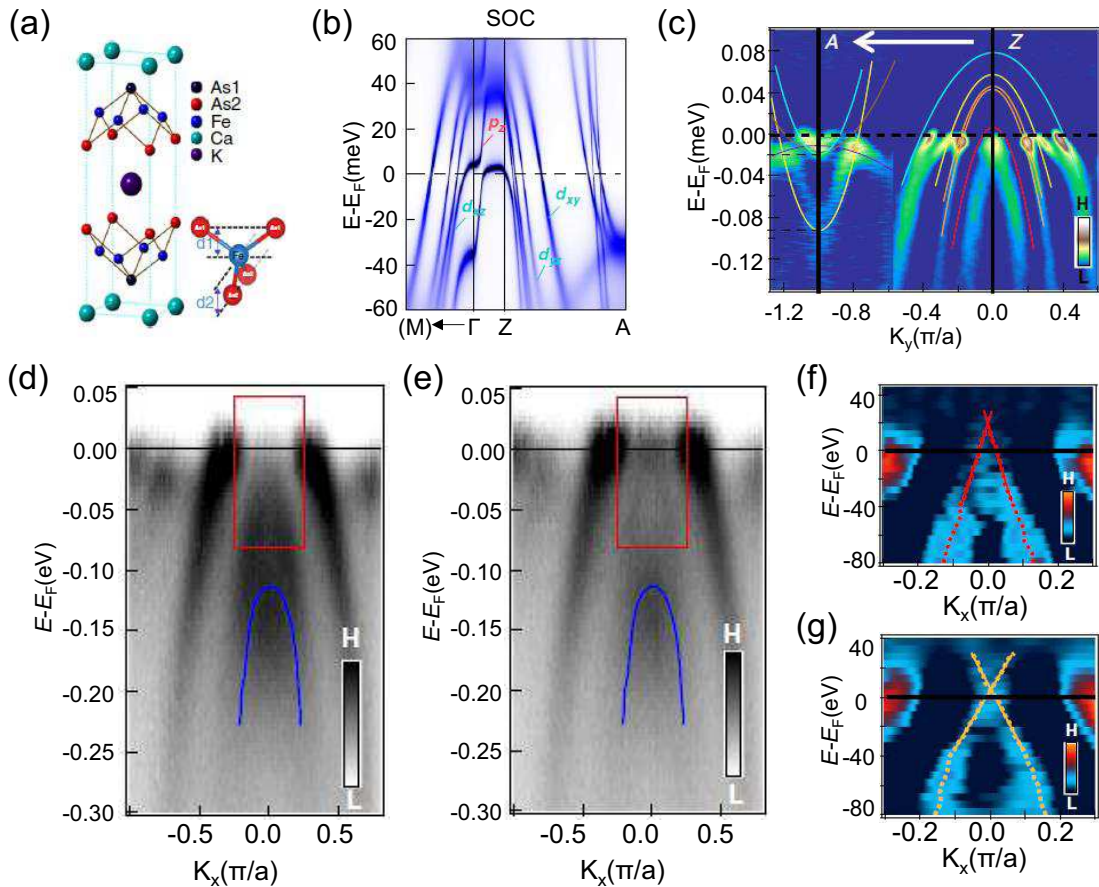 (a)
As1
As2
Fe
Ca
K
As1
As1
d1
Fe
As2
As2
d2
(b)
SOC
60
40
20
0
-20
-40
-60
E-EF(meV)
pz
dxz
dxy
dyz
(M)
Γ
Z
A
(c)
A
Z
0.08
0.04
0.00
-0.04
-0.08
-0.12
E-EF(meV)
H
L
-1.2
-0.8
-0.4
0.0
0.4
Ky(π/a)
(d)
0.05
0.00
-0.05
-0.10
-0.15
-0.20
-0.25
-0.30
E-EF(eV)
H
L
-0.5
0.0
0.5
Kx(π/a)
(e)
0.05
0.00
-0.05
-0.10
-0.15
-0.20
-0.25
-0.30
E-EF(eV)
H
L
-0.5
0.0
0.5
Kx(π/a)
(f)
40
0
-40
-80
E-EF(eV)
H
L
-0.2
0.0
0.2
Kx(π/a)
(g)
40
0
-40
-80
E-EF(eV)
H
L
-0.2
0.0
0.2
Kx(π/a)